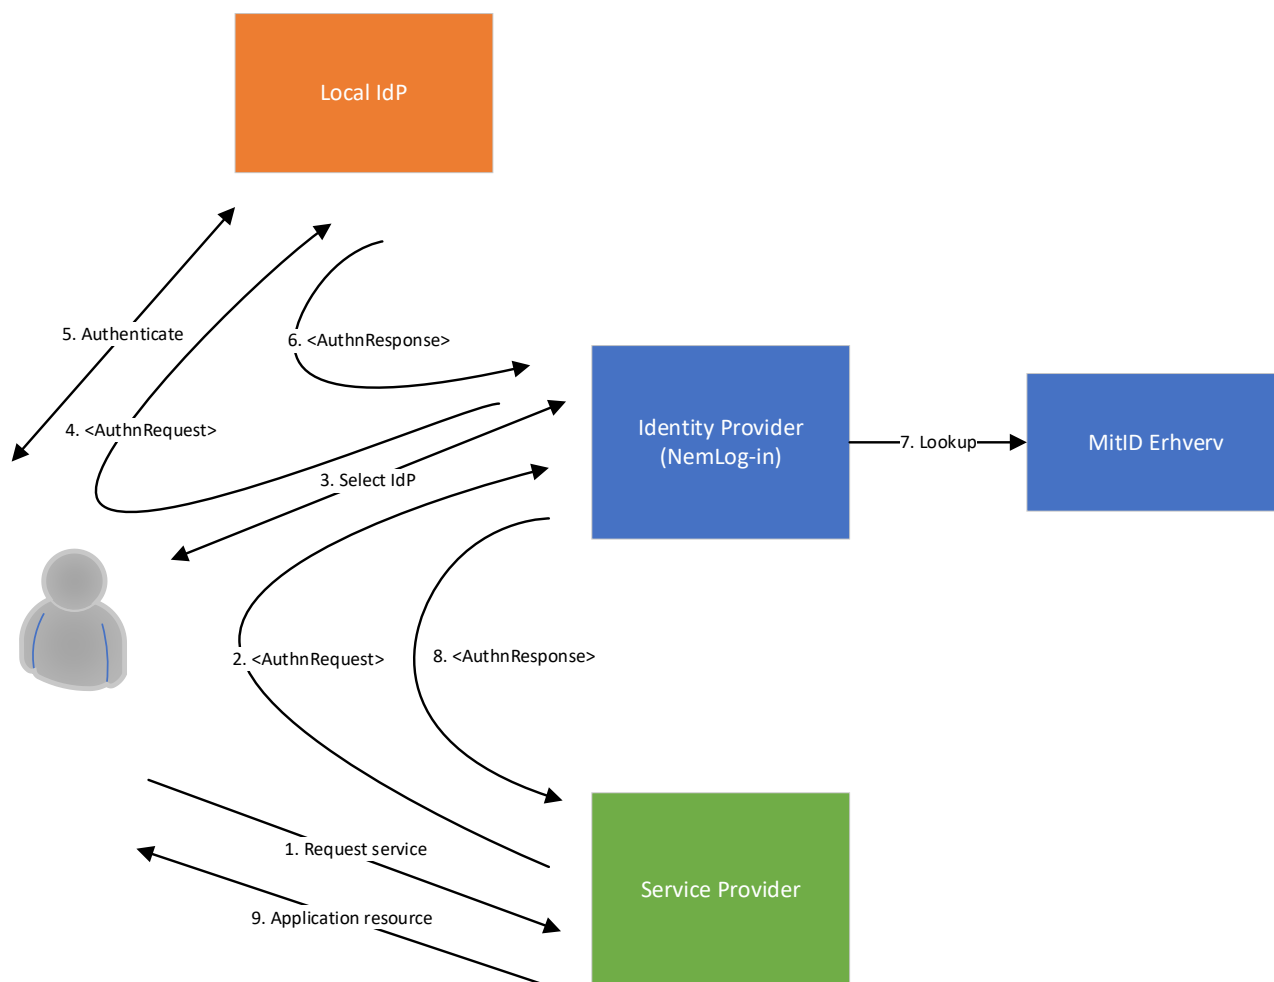 Local IdP
5. Authenticate
6. <AuthnResponse>
4. <AuthnRequest>
Identity Provider
(NemLog-in)
7. Lookup
MitID Erhverv
3. Select IdP
2. <AuthnRequest>
8. <AuthnResponse>
1. Request service
Service Provider
9. Application resource